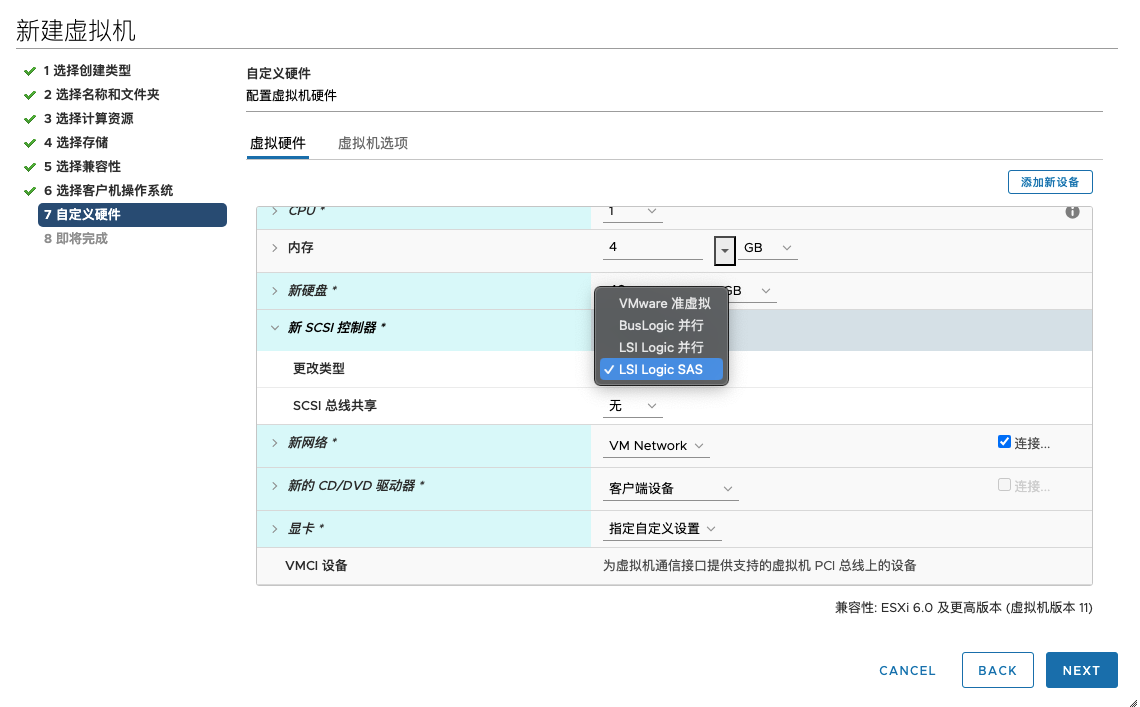 新建虚拟机
1 选择创建类型
2 选择名称和文件夹
3 选择计算资源
4 选择存储
5 选择兼容性
6 选择客户机操作系统
7 自定义硬件
8 即将完成
自定义硬件
配置虚拟机硬件
虚拟硬件 虚拟机选项
添加新设备
CPU * 1
内存 4 GB
新硬盘 * GB
VMware 准虚拟
BusLogic 并行
LSI Logic 并行
LSI Logic SAS
新 SCSI 控制器 *
更改类型
SCSI 总线共享 无
新网络 * VM Network 连接...
新的 CD/DVD 驱动器 * 客户端设备 连接...
显卡 * 指定自定义设置
VMCI 设备 为虚拟机通信接口提供支持的虚拟机 PCI 总线上的设备
兼容性: ESXi 6.0 及更高版本 (虚拟机版本 11)
CANCEL BACK NEXT